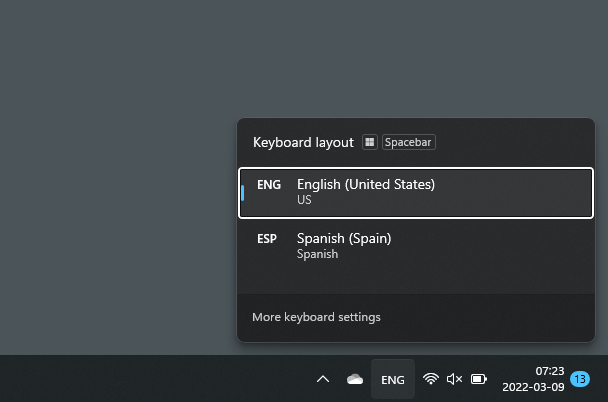 Keyboard layout Spacebar
ENG English (United States)
US
ESP Spanish (Spain)
Spanish
More keyboard settings
ENG
07:23
2022-03-09
13